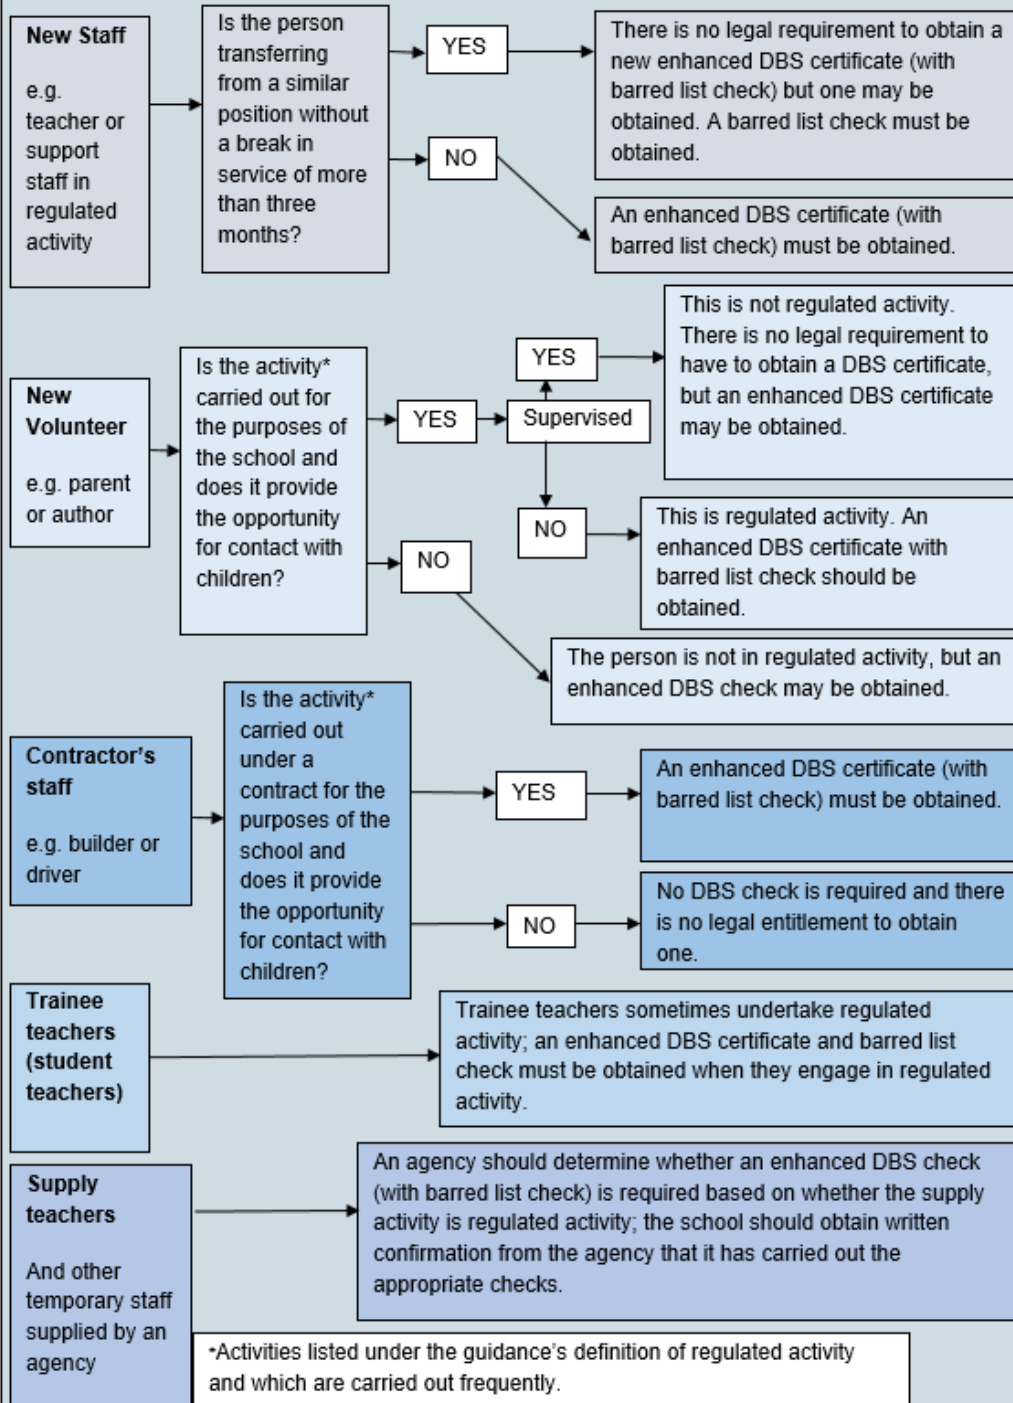 New Staff
e.g.
teacher or
support
staff in
regulated
activity
Is the person
transferring
from a similar
position without
a break in
service of more
than three
months?
YES
There is no legal requirement to obtain a
new enhanced DBS certificate (with
barred list check) but one may be
obtained. A barred list check must be
obtained.
NO
An enhanced DBS certificate (with
barred list check) must be obtained.
New
Volunteer
e.g. parent
or author
Is the activity*
carried out for
the purposes of
the school and
does it provide
the opportunity
for contact with
children?
YES
Supervised
YES
This is not regulated activity.
There is no legal requirement to
have to obtain a DBS certificate,
but an enhanced DBS certificate
may be obtained.
NO
This is regulated activity. An
enhanced DBS certificate with
barred list check should be
obtained.
NO
The person is not in regulated activity, but an
enhanced DBS check may be obtained.
Contractor's
staff
e.g. builder or
driver
Is the activity*
carried out
under a
contract for the
purposes of the
school and
does it provide
the opportunity
for contact with
children?
YES
An enhanced DBS certificate (with
barred list check) must be obtained.
NO
No DBS check is required and there
is no legal entitlement to obtain
one.
Trainee
teachers
(student
teachers)
Trainee teachers sometimes undertake regulated
activity; an enhanced DBS certificate and barred list
check must be obtained when they engage in regulated
activity.
Supply
teachers
And other
temporary staff
supplied by an
agency
An agency should determine whether an enhanced DBS check
(with barred list check) is required based on whether the supply
activity is regulated activity; the school should obtain written
confirmation from the agency that it has carried out the
appropriate checks.
*Activities listed under the guidance's definition of regulated activity
and which are carried out frequently.